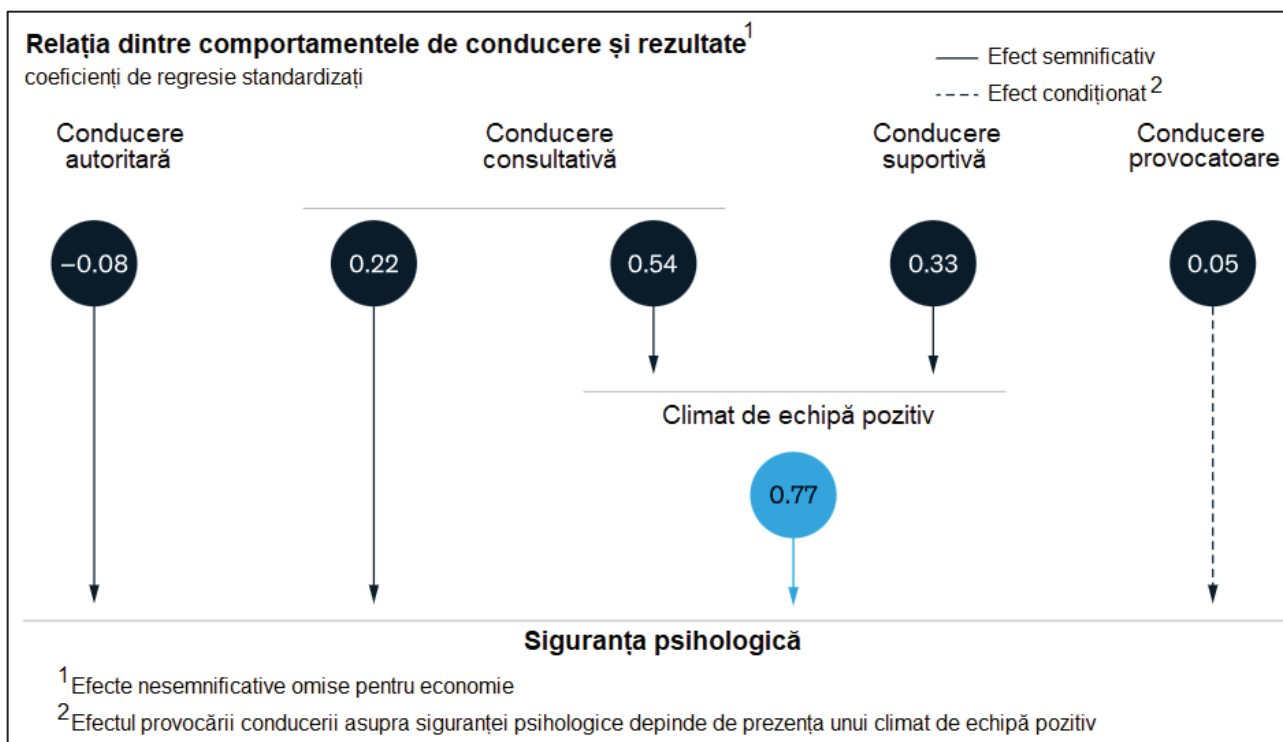 Relația dintre comportamentele de conducere și rezultate1
coeficienți de regresie standardizați
Efect semnificativ
Efect condiționat2
Conducere
autoritară
Conducere
consultativă
Conducere
suportivă
Conducere
provocatoare
−0.08
0.22
0.54
0.33
0.05
Climat de echipă pozitiv
0.77
Siguranța psihologică
1Efecte nesemnificative omise pentru economie
2Efectul provocării conducerii asupra siguranței psihologice depinde de prezența unui climat de echipă pozitiv